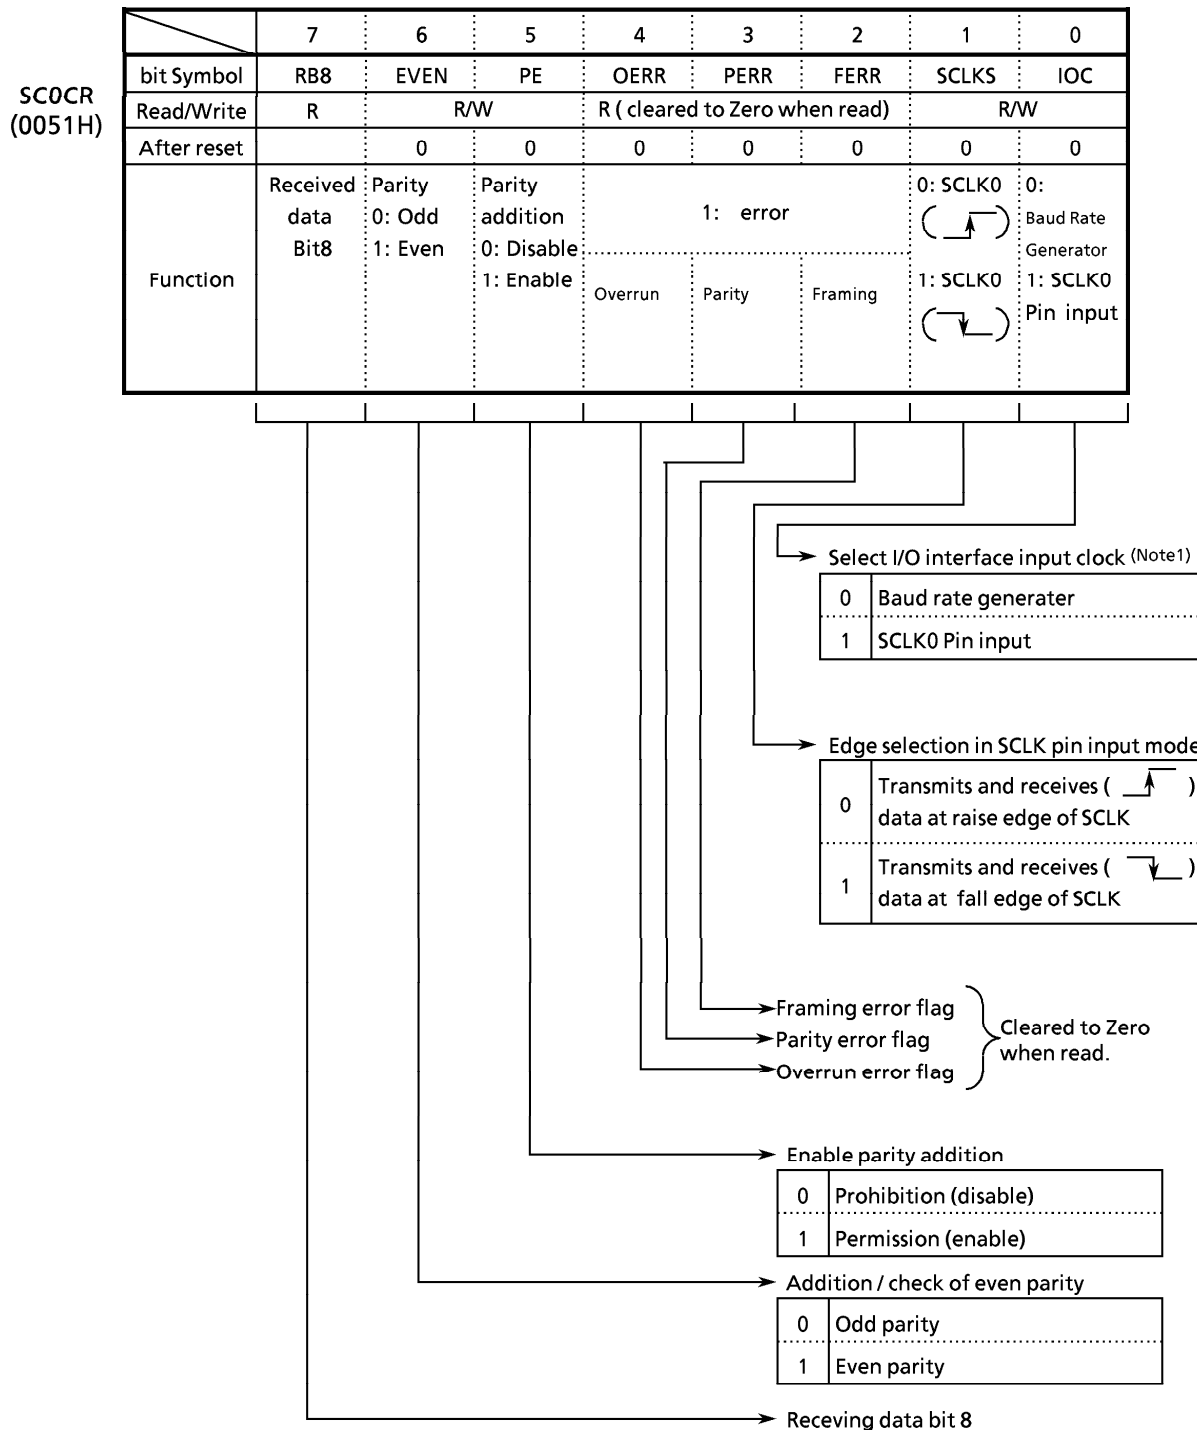 7 6 5 4 3 2 1 0
bit Symbol RB8 EVEN PE OERR PERR FERR SCLKS IOC
SC0CR
(0051H)
Read/Write R R/W R ( cleared to Zero when read) R/W
After reset 0 0 0 0 0 0 0
Function
Received
data
Bit8
Parity
0: Odd
1: Even
Parity
addition
0: Disable
1: Enable
1: error
Overrun Parity Framing
0: SCLK0
1: SCLK0
0:
Baud Rate
Generator
1: SCLK0
Pin input
Select I/O interface input clock (Note1)
0 Baud rate generater
1 SCLK0 Pin input
Edge selection in SCLK pin input mode
0 Transmits and receives ( )
data at raise edge of SCLK
1 Transmits and receives ( )
data at fall edge of SCLK
Framing error flag
Parity error flag
Overrun error flag
Cleared to Zero
when read.
Enable parity addition
0 Prohibition (disable)
1 Permission (enable)
Addition / check of even parity
0 Odd parity
1 Even parity
Receving data bit 8